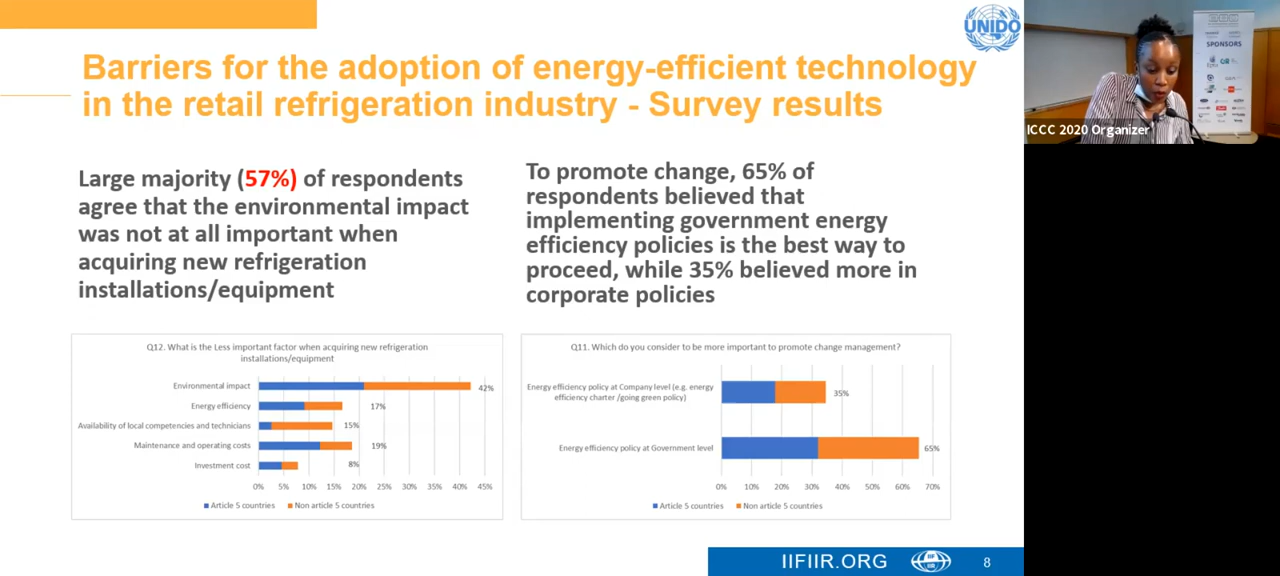 UNIDO
Barriers for the adoption of energy-efficient technology
in the retail refrigeration industry - Survey results
Large majority (57%) of respondents
agree that the environmental impact
was not at all important when
acquiring new refrigeration
installations/equipment
To promote change, 65% of
respondents believed that
implementing government energy
efficiency policies is the best way to
proceed, while 35% believed more in
corporate policies
Q12. What is the Less important factor when acquiring new refrigeration
installations/equipment
Environmental impact
42%
Energy efficiency
17%
Availability of local competencies and technicians
15%
Maintenance and operating costs
19%
Investment cost
8%
0% 5% 10% 15% 20% 25% 30% 35% 40% 45%
Article 5 countries Non article 5 countries
Q11. Which do you consider to be more important to promote change management?
Energy efficiency policy at Company level (e.g. energy
efficiency charter /going green policy)
35%
Energy efficiency policy at Government level
65%
0% 10% 20% 30% 40% 50% 60% 70%
Article 5 countries Non article 5 countries
IIFIIR.ORG
8
SPONSORS
ICCC 2020 Organizer